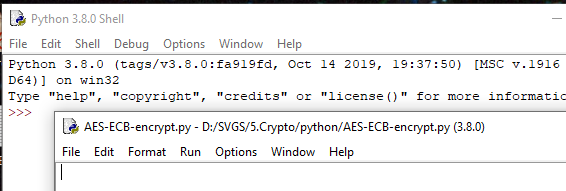 Python 3.8.0 Shell
File Edit Shell Debug Options Window Help
Python 3.8.0 (tags/v3.8.0:fa919fd, Oct 14 2019, 19:37:50) [MSC v.1916
D64)] on win32
Type "help", "copyright", "credits" or "license()" for more informatio
>>>
AES-ECB-encrypt.py - D:/SVGS/5.Crypto/python/AES-ECB-encrypt.py (3.8.0)
File Edit Format Run Options Window Help